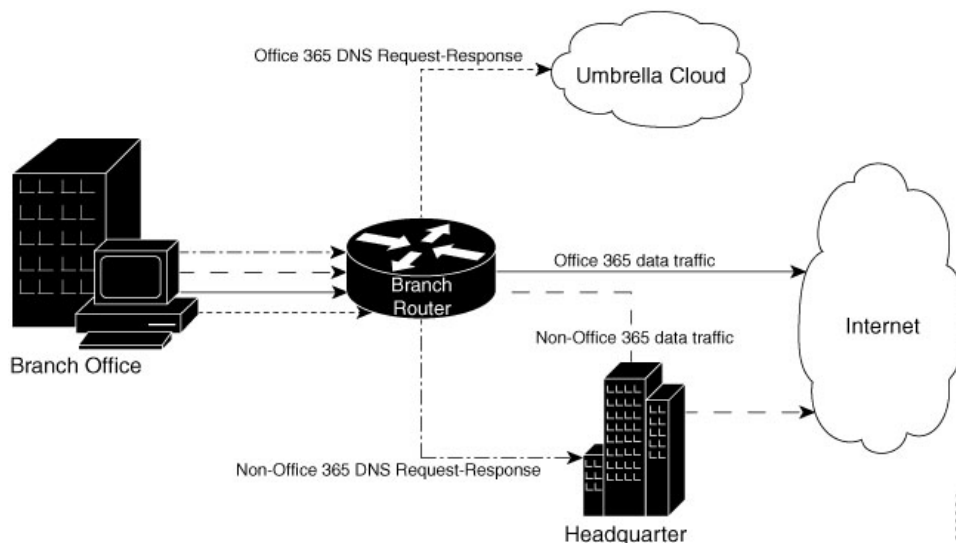 Office 365 DNS Request-Response
Umbrella Cloud
Branch
Router
Office 365 data traffic
Internet
Non-Office 365 data traffic
Branch Office
Non-Office 365 DNS Request-Response
Headquarter